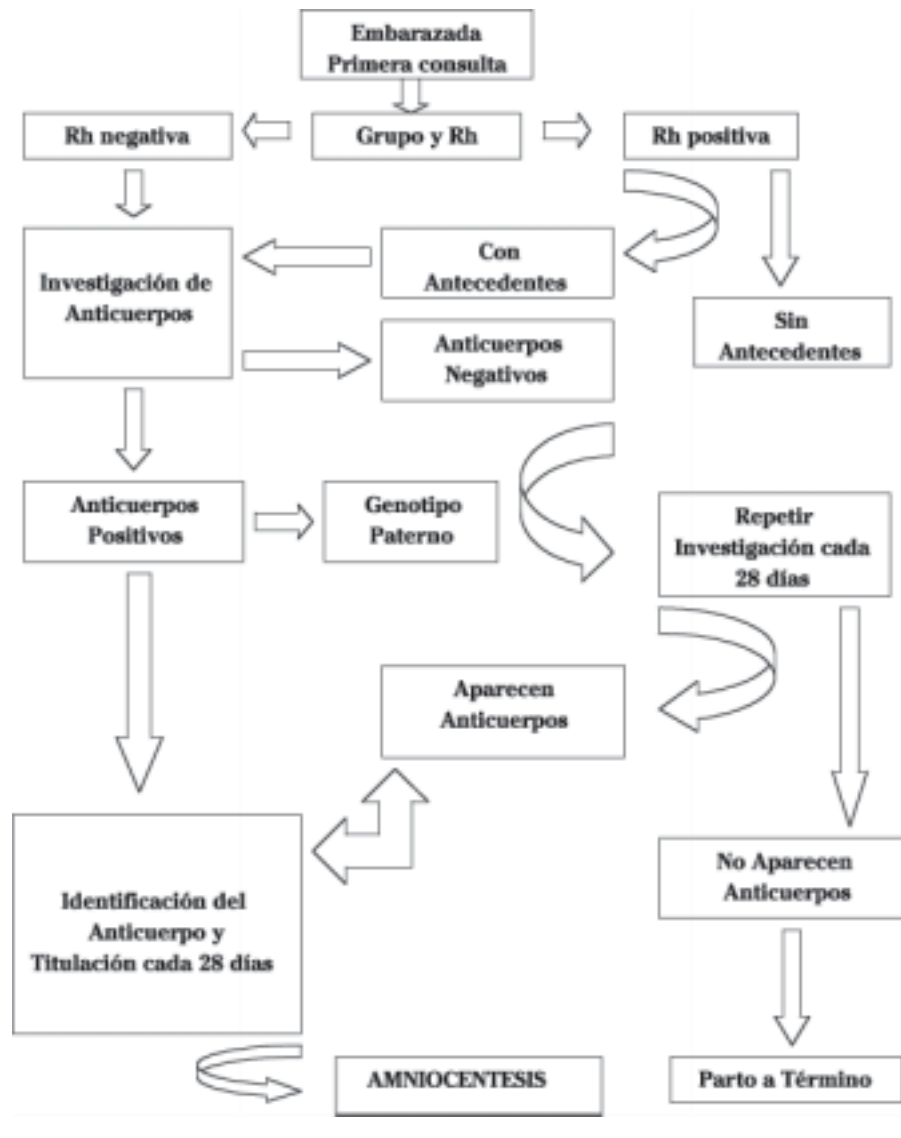 Embarazada
Primera consulta
Rh negativa
Grupo y Rh
Rh positiva
Con
Antecedentes
Investigación de
Anticuerpos
Sin
Antecedentes
Anticuerpos
Negativos
Anticuerpos
Positivos
Genotipo
Paterno
Repetir
Investigación cada
28 días
Aparecen
Anticuerpos
No Aparecen
Anticuerpos
Identificación del
Anticuerpo y
Titulación cada 28 días
AMNIOCENTESIS
Parto a Término